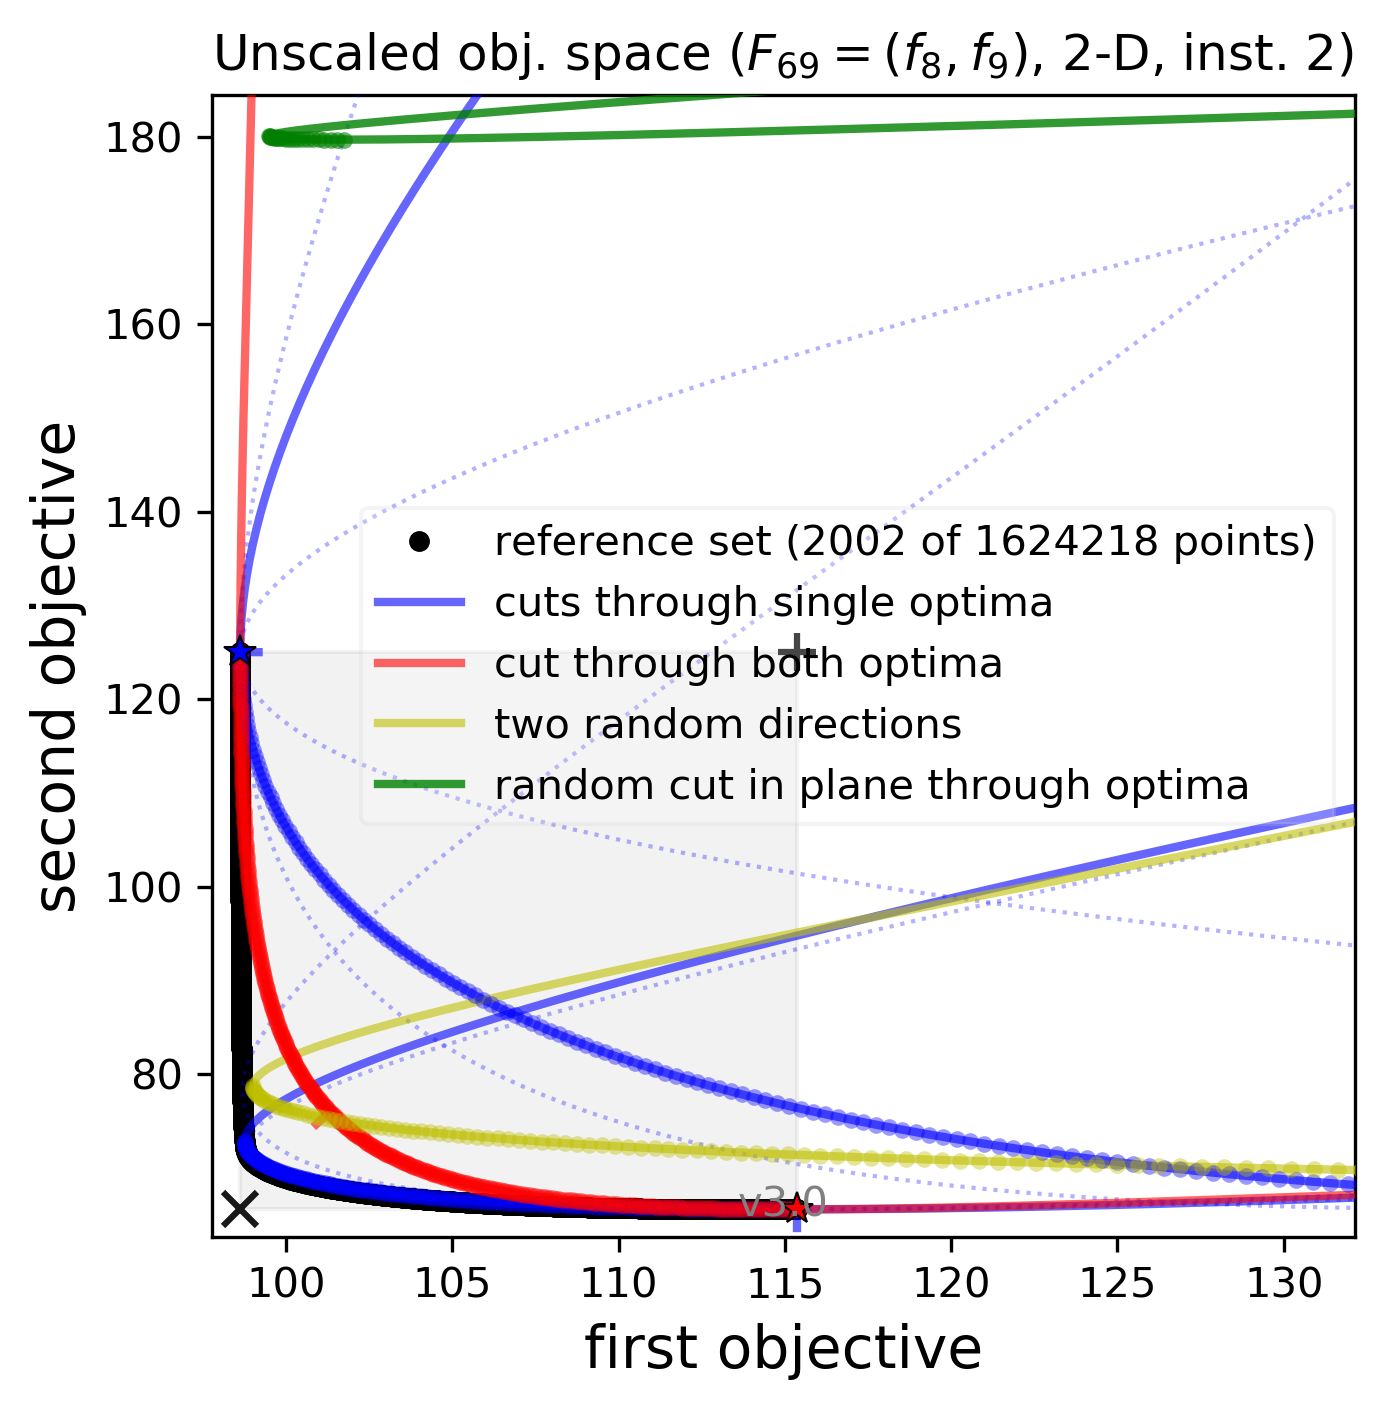 Unscaled obj. space (F₆₉ = (f₈, f₉), 2-D, inst. 2)
second objective
180
160
140
120
100
80
reference set (2002 of 1624218 points)
cuts through single optima
cut through both optima
two random directions
random cut in plane through optima
v3.0
100 105 110 115 120 125 130
first objective